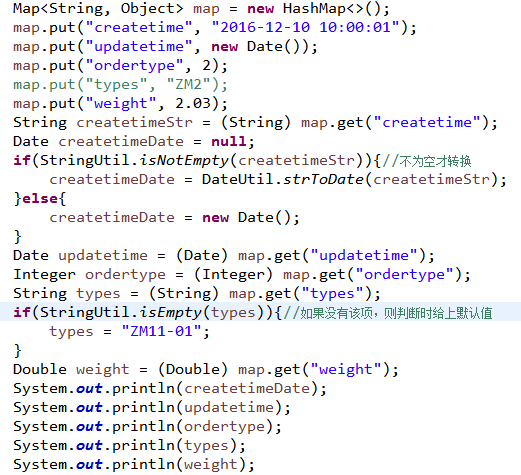 Map<String, Object> map = new HashMap<>();
map.put("createtime", "2016-12-10 10:00:01");
map.put("updatetime", new Date());
map.put("ordertype", 2);
map.put("types", "ZM2");
map.put("weight", 2.03);
String createtimeStr = (String) map.get("createtime");
Date createtimeDate = null;
if(StringUtil.isNotEmpty(createtimeStr)){//不为空才转换
    createtimeDate = DateUtil.strToDate(createtimeStr);
}else{
    createtimeDate = new Date();
}
Date updatetime = (Date) map.get("updatetime");
Integer ordertype = (Integer) map.get("ordertype");
String types = (String) map.get("types");
if(StringUtil.isEmpty(types)){//如果没有该项，则判断时给上默认值
    types = "ZM11-01";
}
Double weight = (Double) map.get("weight");
System.out.println(createtimeDate);
System.out.println(updatetime);
System.out.println(ordertype);
System.out.println(types);
System.out.println(weight);